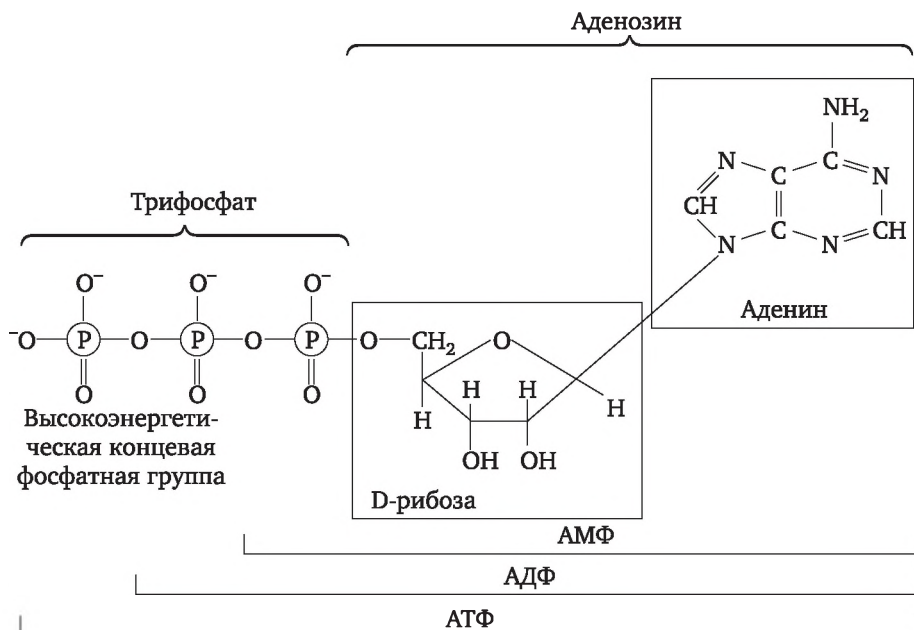 Аденозин
NH₂
N C N
Трифосфат
CH C C CH
N N
Аденин
O⁻ O⁻ O⁻
⁻O P O P O P O CH₂ O
O O O
H H H H
Высокоэнергети-
ческая концевая
фосфатная группа
OH OH
D-рибоза
АМФ
АДФ
АТФ